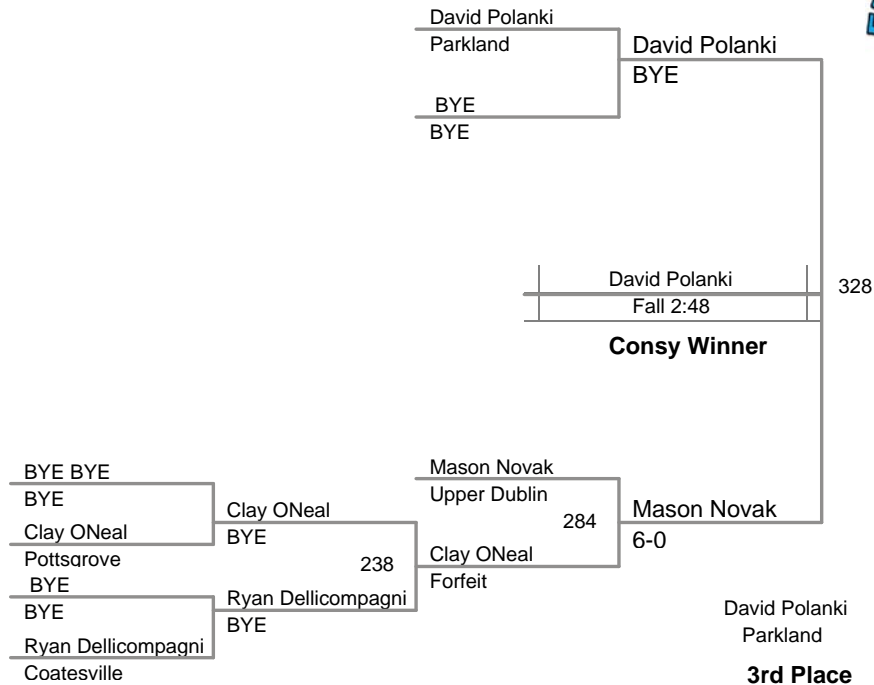 David Polanki
Parkland
David Polanki
BYE
BYE
BYE
David Polanki
Fall 2:48
328
Consy Winner
BYE BYE
BYE
Clay ONeal
Pottsgrove
Clay ONeal
BYE
238
BYE
BYE
Ryan Dellicompagni
Coatesville
Ryan Dellicompagni
BYE
Mason Novak
Upper Dublin
284
Clay ONeal
Forfeit
Mason Novak
6-0
David Polanki
Parkland
3rd Place